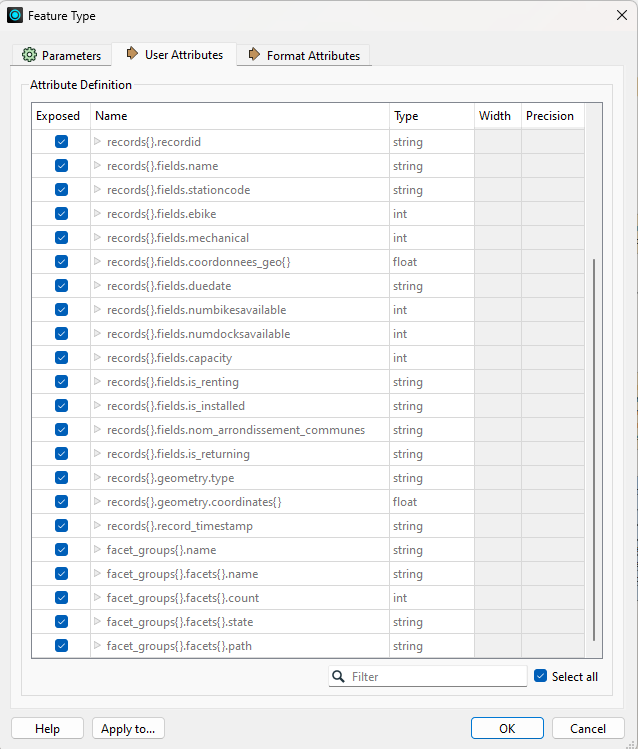 Feature Type
Parameters User Attributes Format Attributes
Attribute Definition
Exposed Name Type Width Precision
records{}.recordid string
records{}.fields.name string
records{}.fields.stationcode string
records{}.fields.ebike int
records{}.fields.mechanical int
records{}.fields.coordonnees_geo{} float
records{}.fields.duedate string
records{}.fields.numbikesavailable int
records{}.fields.numdocksavailable int
records{}.fields.capacity int
records{}.fields.is_renting string
records{}.fields.is_installed string
records{}.fields.nom_arrondissement_communes string
records{}.fields.is_returning string
records{}.geometry.type string
records{}.geometry.coordinates{} float
records{}.record_timestamp string
facet_groups{}.name string
facet_groups{}.facets{}.name string
facet_groups{}.facets{}.count int
facet_groups{}.facets{}.state string
facet_groups{}.facets{}.path string
Filter Select all
Help Apply to... OK Cancel